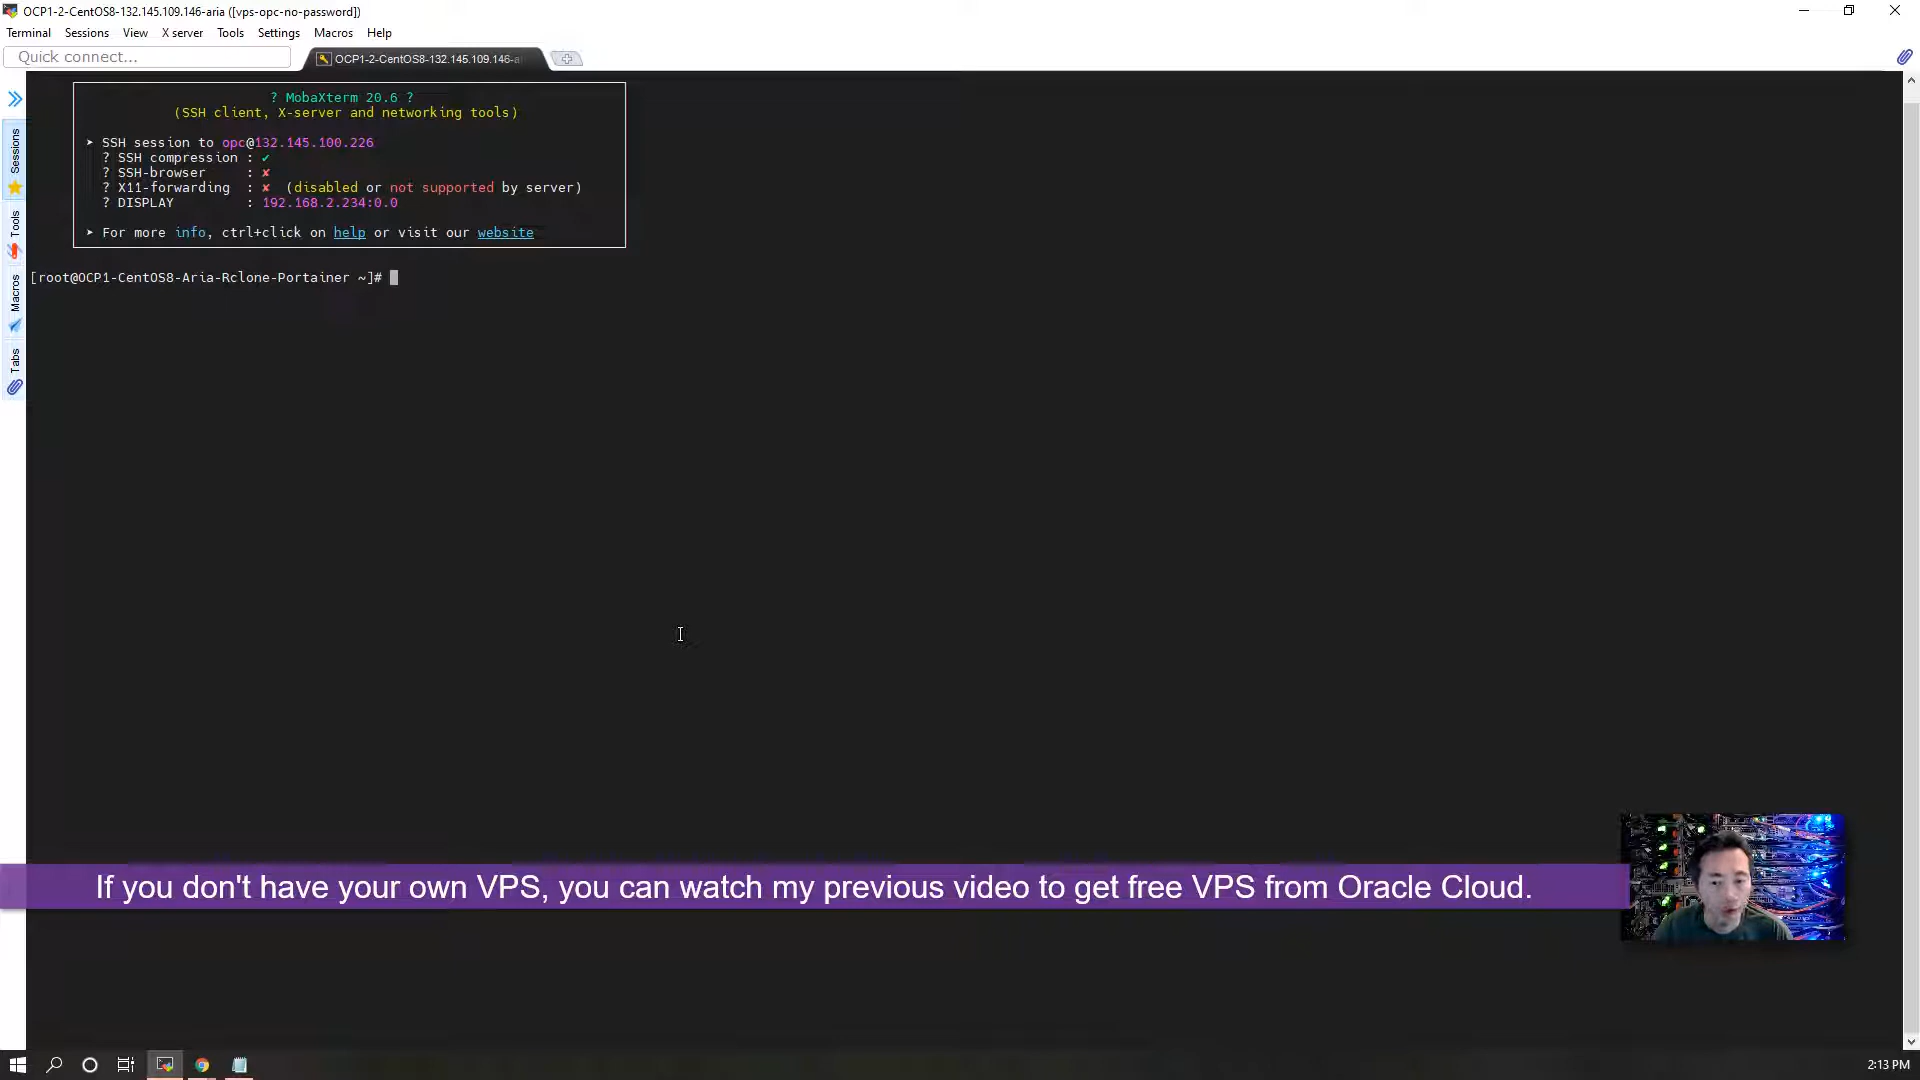 OCP1-2-CentOS8-132.145.109.146-aria ([vps-opc-no-password])
Terminal Sessions View X server Tools Settings Macros Help
Quick connect...
OCP1-2-CentOS8-132.145.109.146-a
? MobaXterm 20.6 ?
(SSH client, X-server and networking tools)
➤ SSH session to opc@132.145.100.226
? SSH compression : ✔
? SSH-browser : ✘
? X11-forwarding : ✘ (disabled or not supported by server)
? DISPLAY : 192.168.2.234:0.0
➤ For more info, ctrl+click on help or visit our website
[root@OCP1-CentOS8-Aria-Rclone-Portainer ~]#
Sessions
Tools
Macros
Tabs
If you don't have your own VPS, you can watch my previous video to get free VPS from Oracle Cloud.
2:13 PM